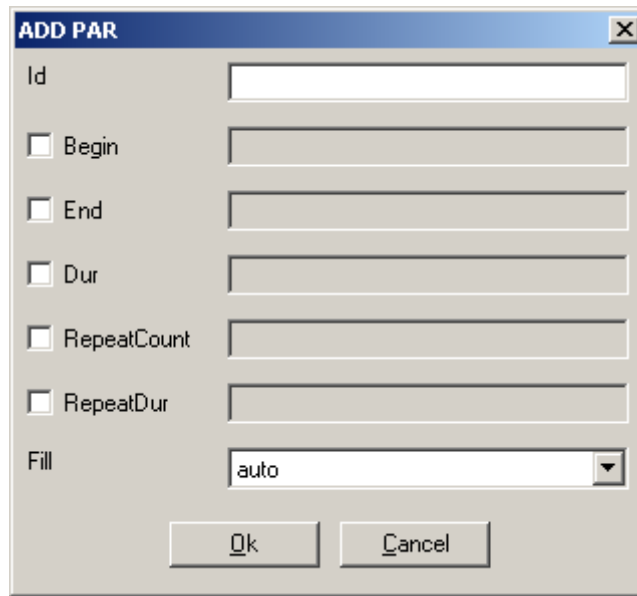 ADD PAR
Id
Begin
End
Dur
RepeatCount
RepeatDur
Fill auto
Ok Cancel